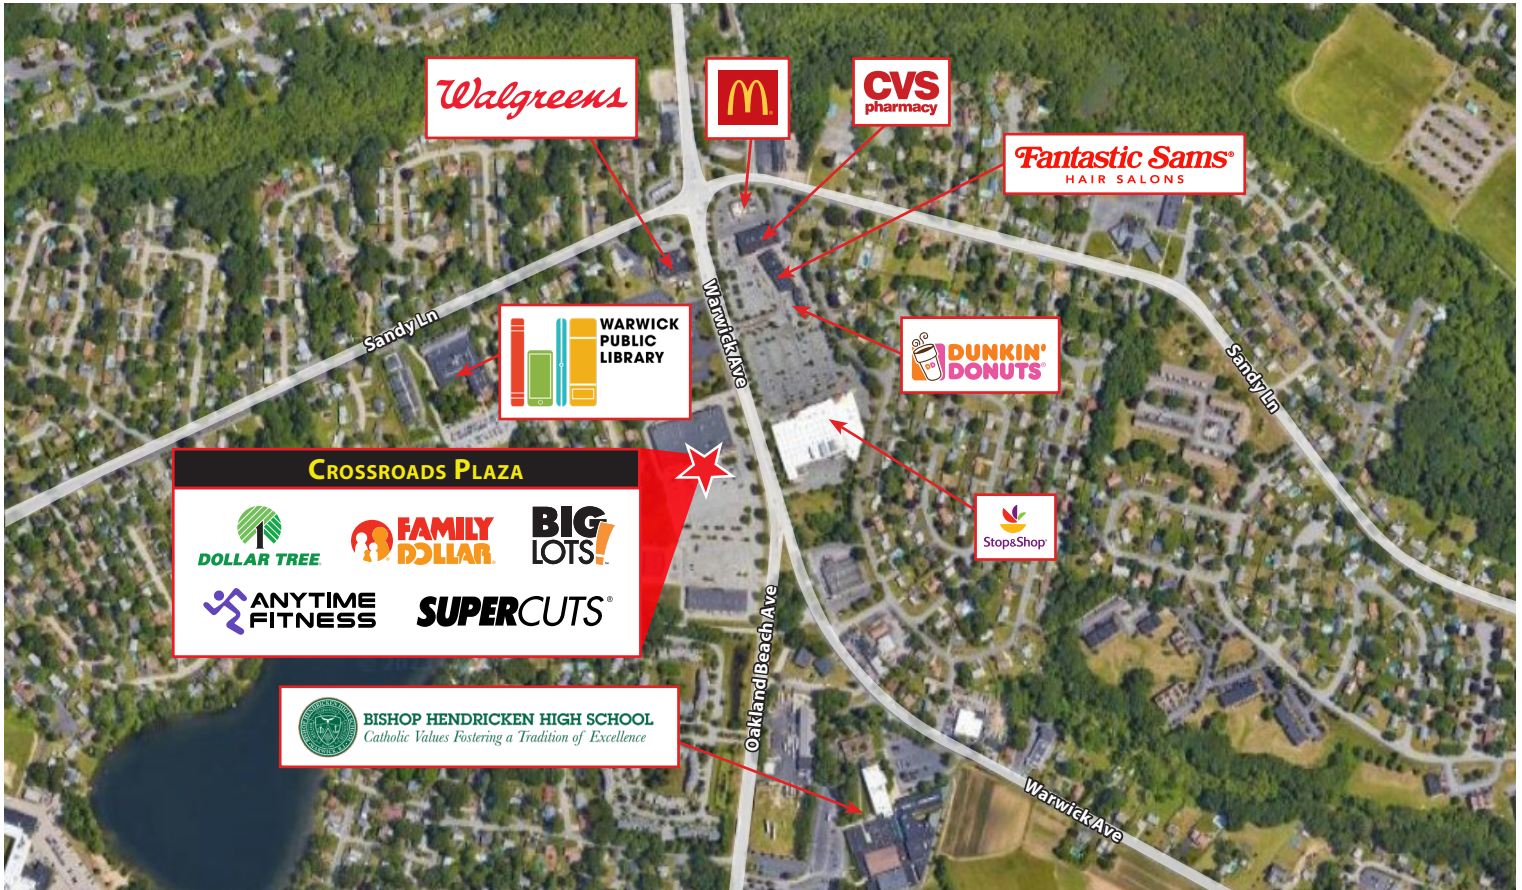 Walgreens
CVS
pharmacy
Fantastic Sams®
HAIR SALONS
Warwick Ave
Sandy Ln
WARWICK
PUBLIC
LIBRARY
DUNKIN'
DONUTS®
Sandy Ln
CROSSROADS PLAZA
1
DOLLAR TREE
FAMILY
DOLLAR
BIG
LOTS!
ANYTIME
FITNESS
SUPERCUTS®
Stop&Shop
Oakland Beach Ave
BISHOP HENDRICKEN HIGH SCHOOL
Catholic Values Fostering a Tradition of Excellence
Warwick Ave